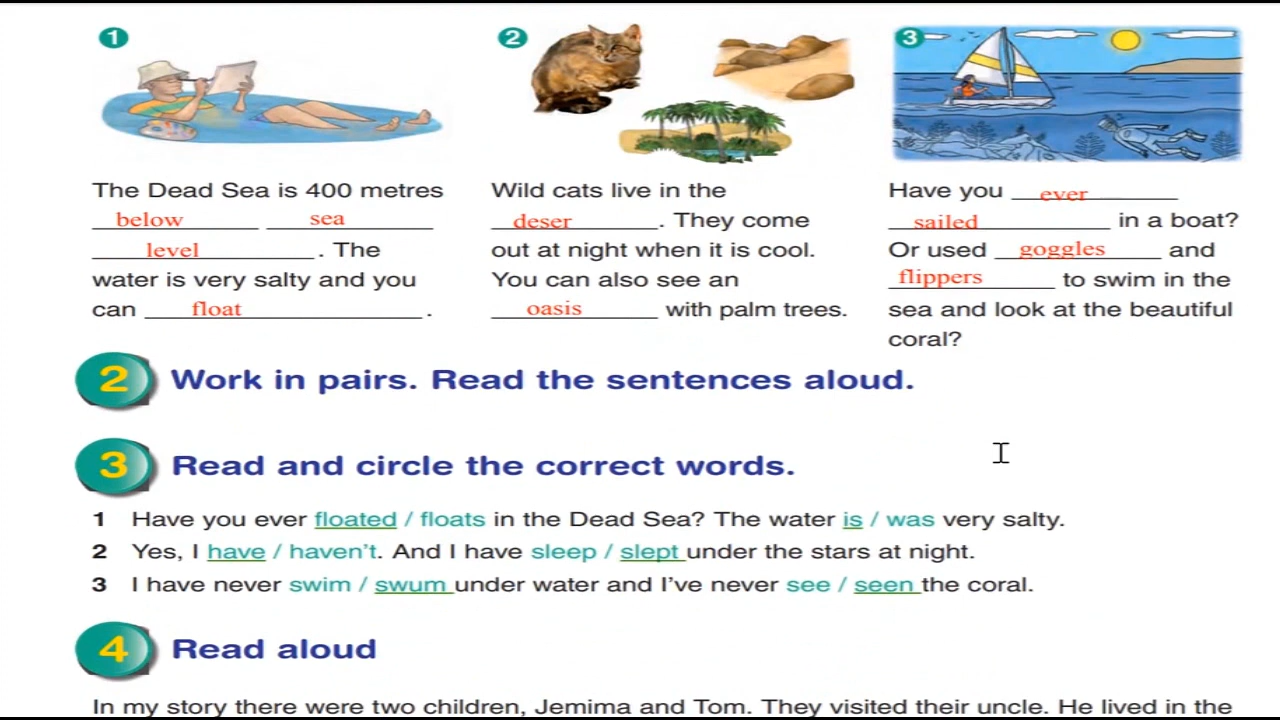 1
The Dead Sea is 400 metres
below sea
level . The
water is very salty and you
can float .
2
Wild cats live in the
deser . They come
out at night when it is cool.
You can also see an
oasis with palm trees.
3
Have you ever
sailed in a boat?
Or used goggles and
flippers to swim in the
sea and look at the beautiful
coral?
2 Work in pairs. Read the sentences aloud.
3 Read and circle the correct words.
1 Have you ever floated / floats in the Dead Sea? The water is / was very salty.
2 Yes, I have / haven't. And I have sleep / slept under the stars at night.
3 I have never swim / swum under water and I've never see / seen the coral.
4 Read aloud
In my story there were two children, Jemima and Tom. They visited their uncle. He lived in the